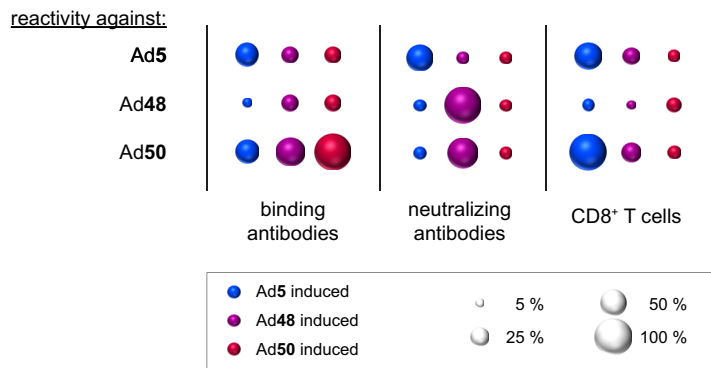 reactivity against:
Ad5
Ad48
Ad50
binding
antibodies
neutralizing
antibodies
CD8⁺ T cells
Ad5 induced
Ad48 induced
Ad50 induced
5 %
25 %
50 %
100 %